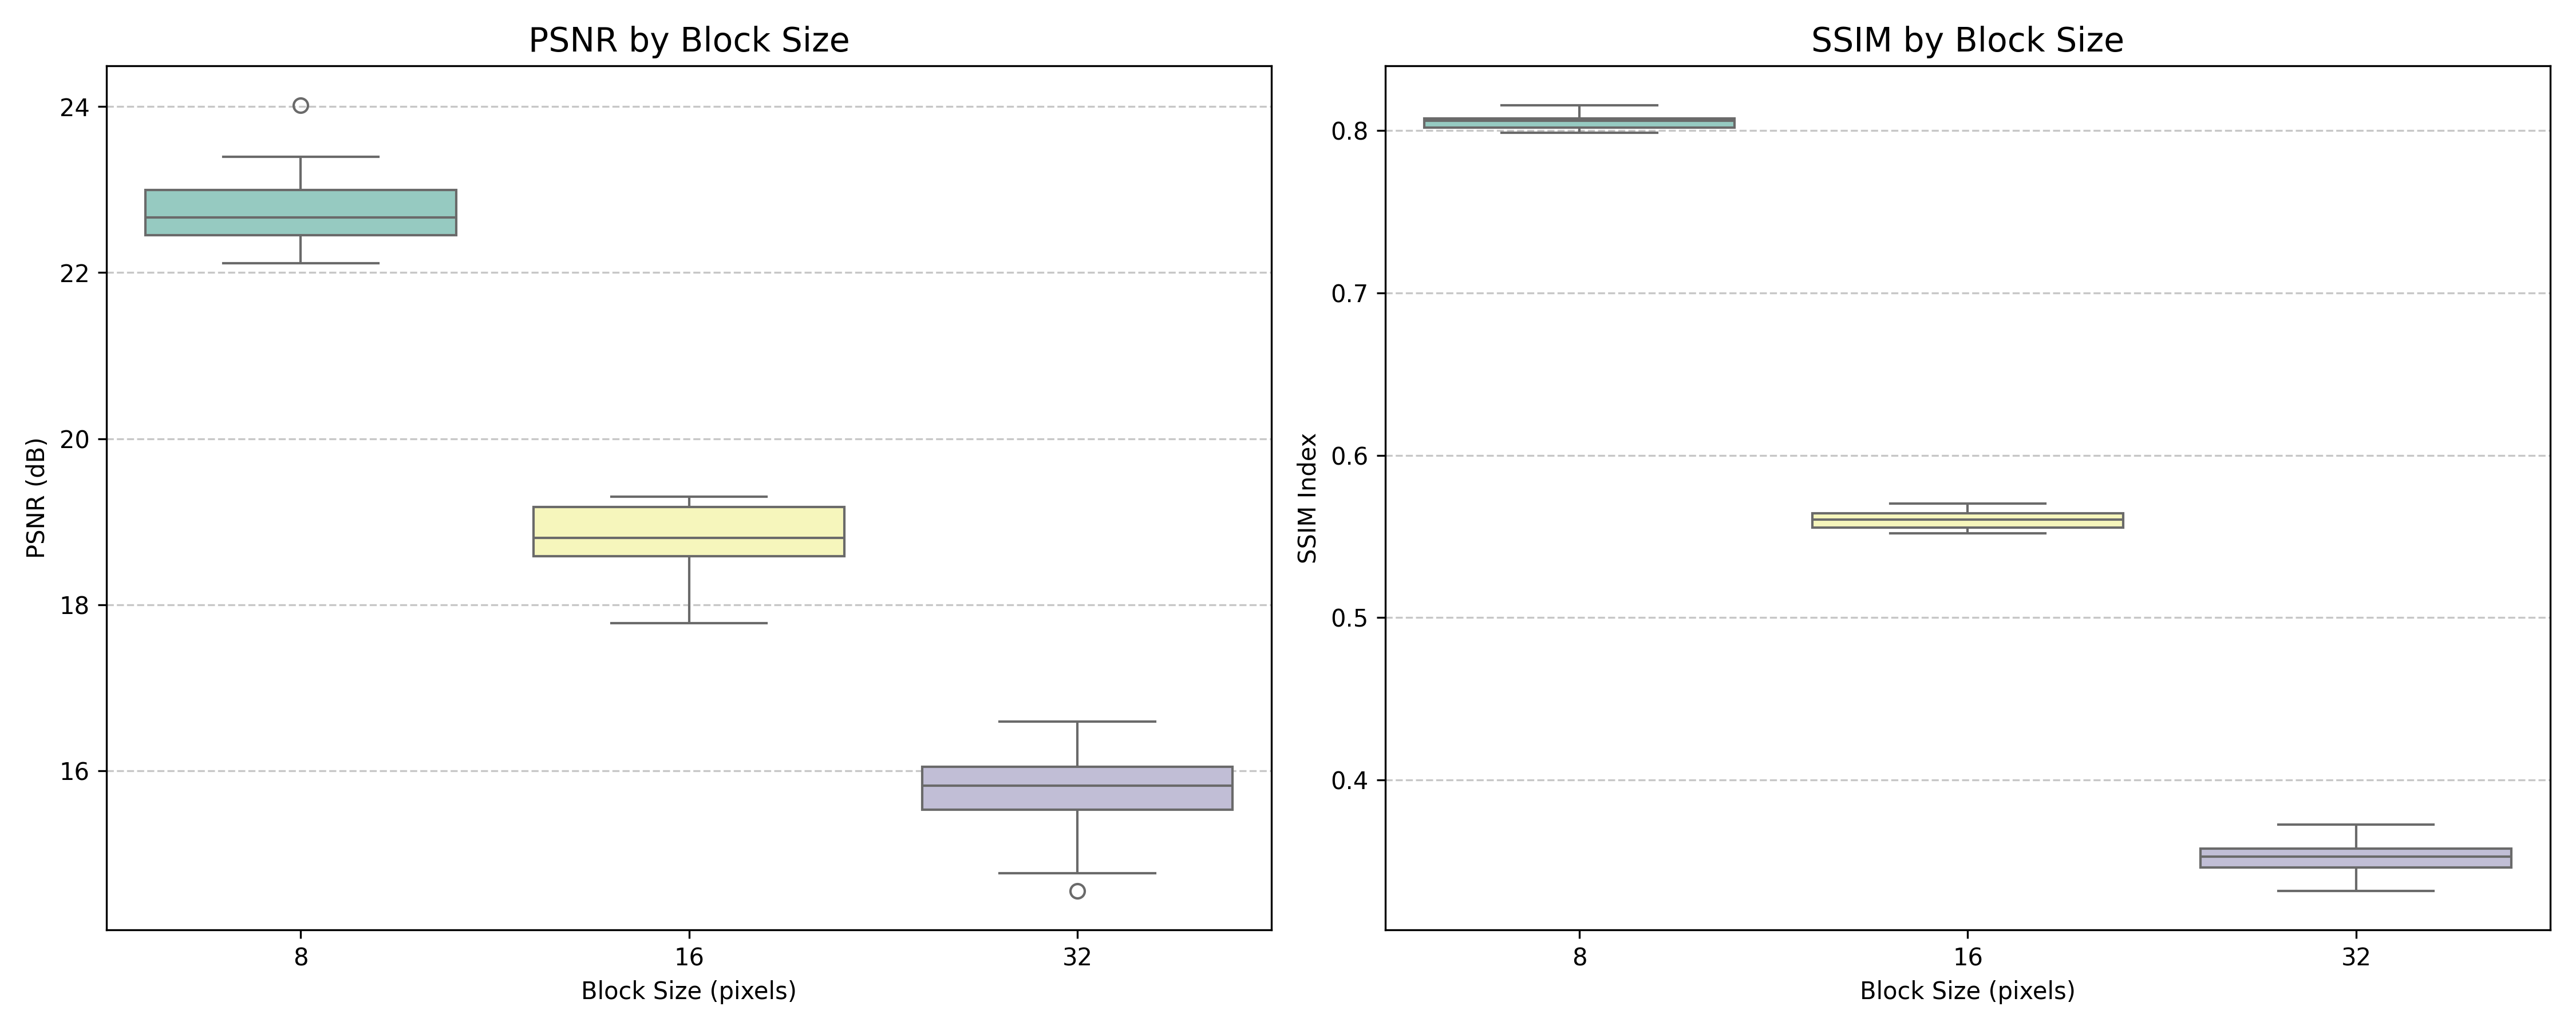 PSNR by Block Size
PSNR (dB)
24
22
20
18
16
8
16
32
Block Size (pixels)
SSIM by Block Size
SSIM Index
0.8
0.7
0.6
0.5
0.4
8
16
32
Block Size (pixels)